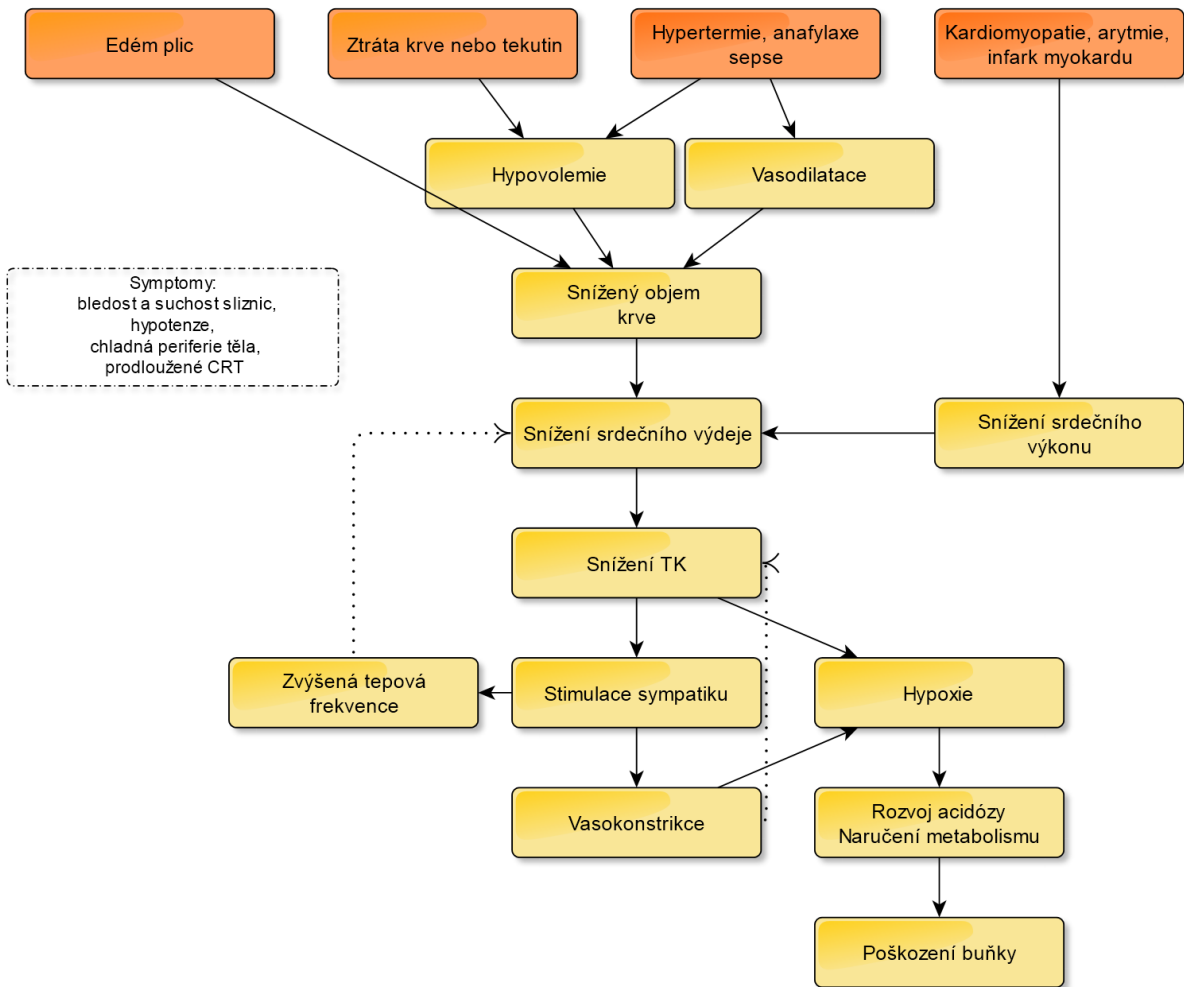 Edém plic
Ztráta krve nebo tekutin
Hypertermie, anafylaxe
sepse
Kardiomyopatie, arytmie,
infark myokardu
Hypovolemie
Vasodilatace
Symptomy:
bledost a suchost sliznic,
hypotenze,
chladná periferie těla,
prodloužené CRT
Snížený objem
krve
Snížení srdečního výdeje
Snížení srdečního
výkonu
Snížení TK
Zvýšená tepová
frekvence
Stimulace sympatiku
Hypoxie
Vasokonstrikce
Rozvoj acidózy
Naručení metabolismu
Poškození buňky